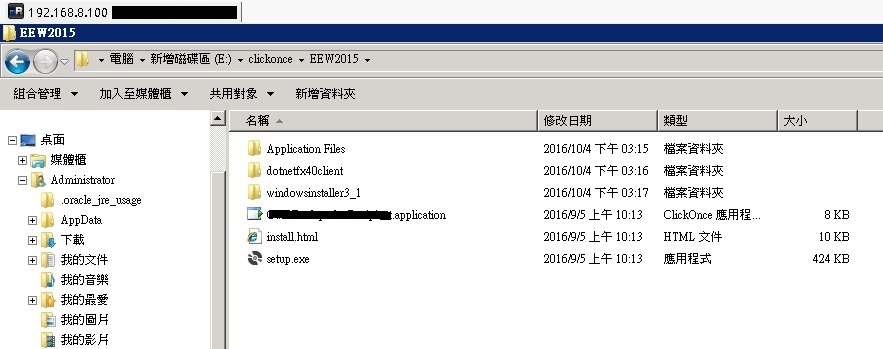 192.168.8.100
EEW2015
電腦 新增磁碟區 (E:) clickonce EEW2015
組合管理 加入至媒體櫃 共用對象 新增資料夾
名稱 修改日期 類型 大小
桌面
媒體櫃
Administrator
.oracle_jre_usage
AppData
下載
我的文件
我的音樂
我的最愛
我的圖片
我的影片
Application Files 2016/10/4 下午 03:15 檔案資料夾
dotnetfx40client 2016/10/4 下午 03:16 檔案資料夾
windowsinstaller3_1 2016/10/4 下午 03:17 檔案資料夾
.application 2016/9/5 上午 10:13 ClickOnce 應用程... 8 KB
install.html 2016/9/5 上午 10:13 HTML 文件 10 KB
setup.exe 2016/9/5 上午 10:13 應用程式 424 KB